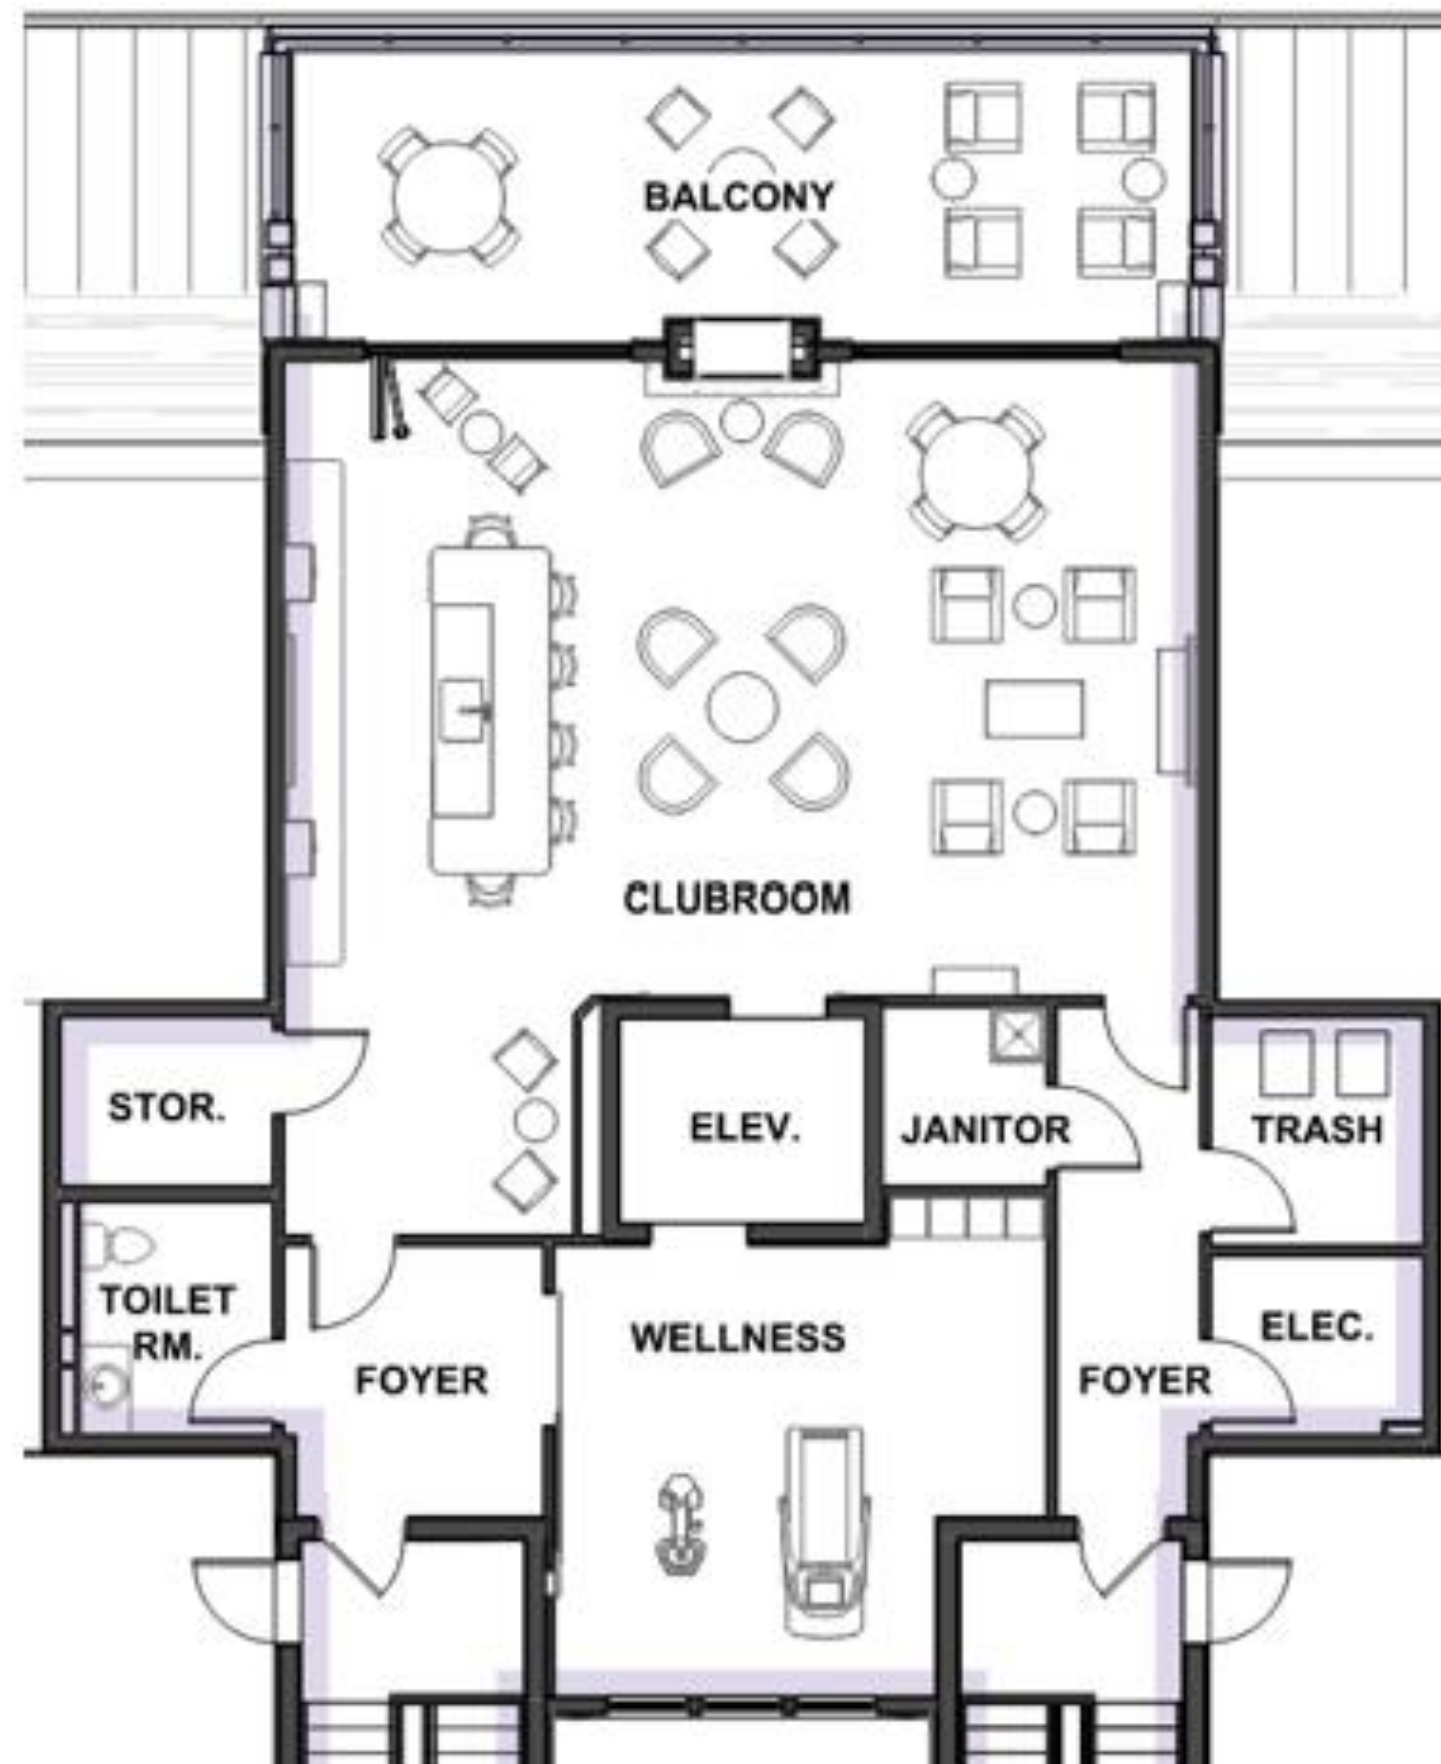 BALCONY
CLUBROOM
STOR.
ELEV.
JANITOR
TRASH
TOILET
RM.
FOYER
WELLNESS
FOYER
ELEC.